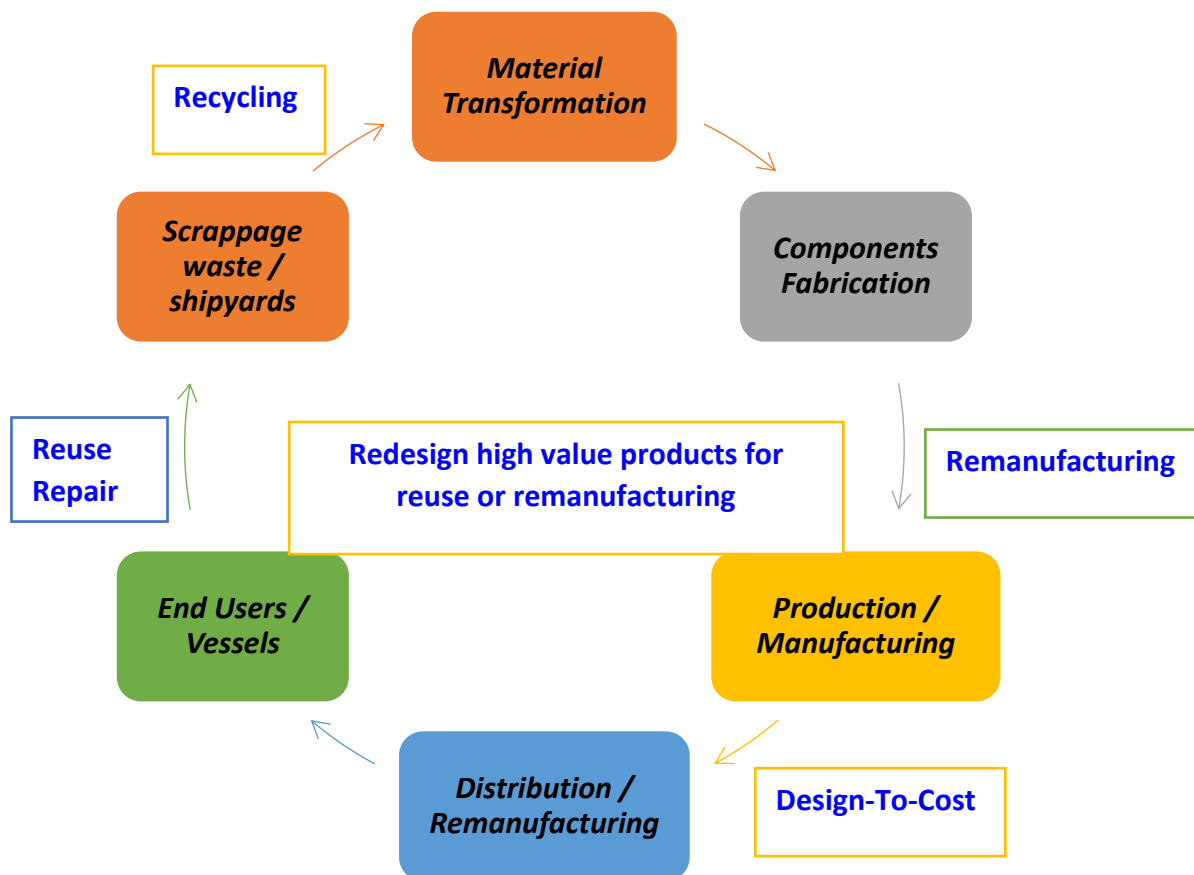 Material
Transformation
Recycling
Scrappage
waste /
shipyards
Components
Fabrication
Reuse
Repair
Redesign high value products for
reuse or remanufacturing
Remanufacturing
End Users /
Vessels
Production /
Manufacturing
Distribution /
Remanufacturing
Design-To-Cost